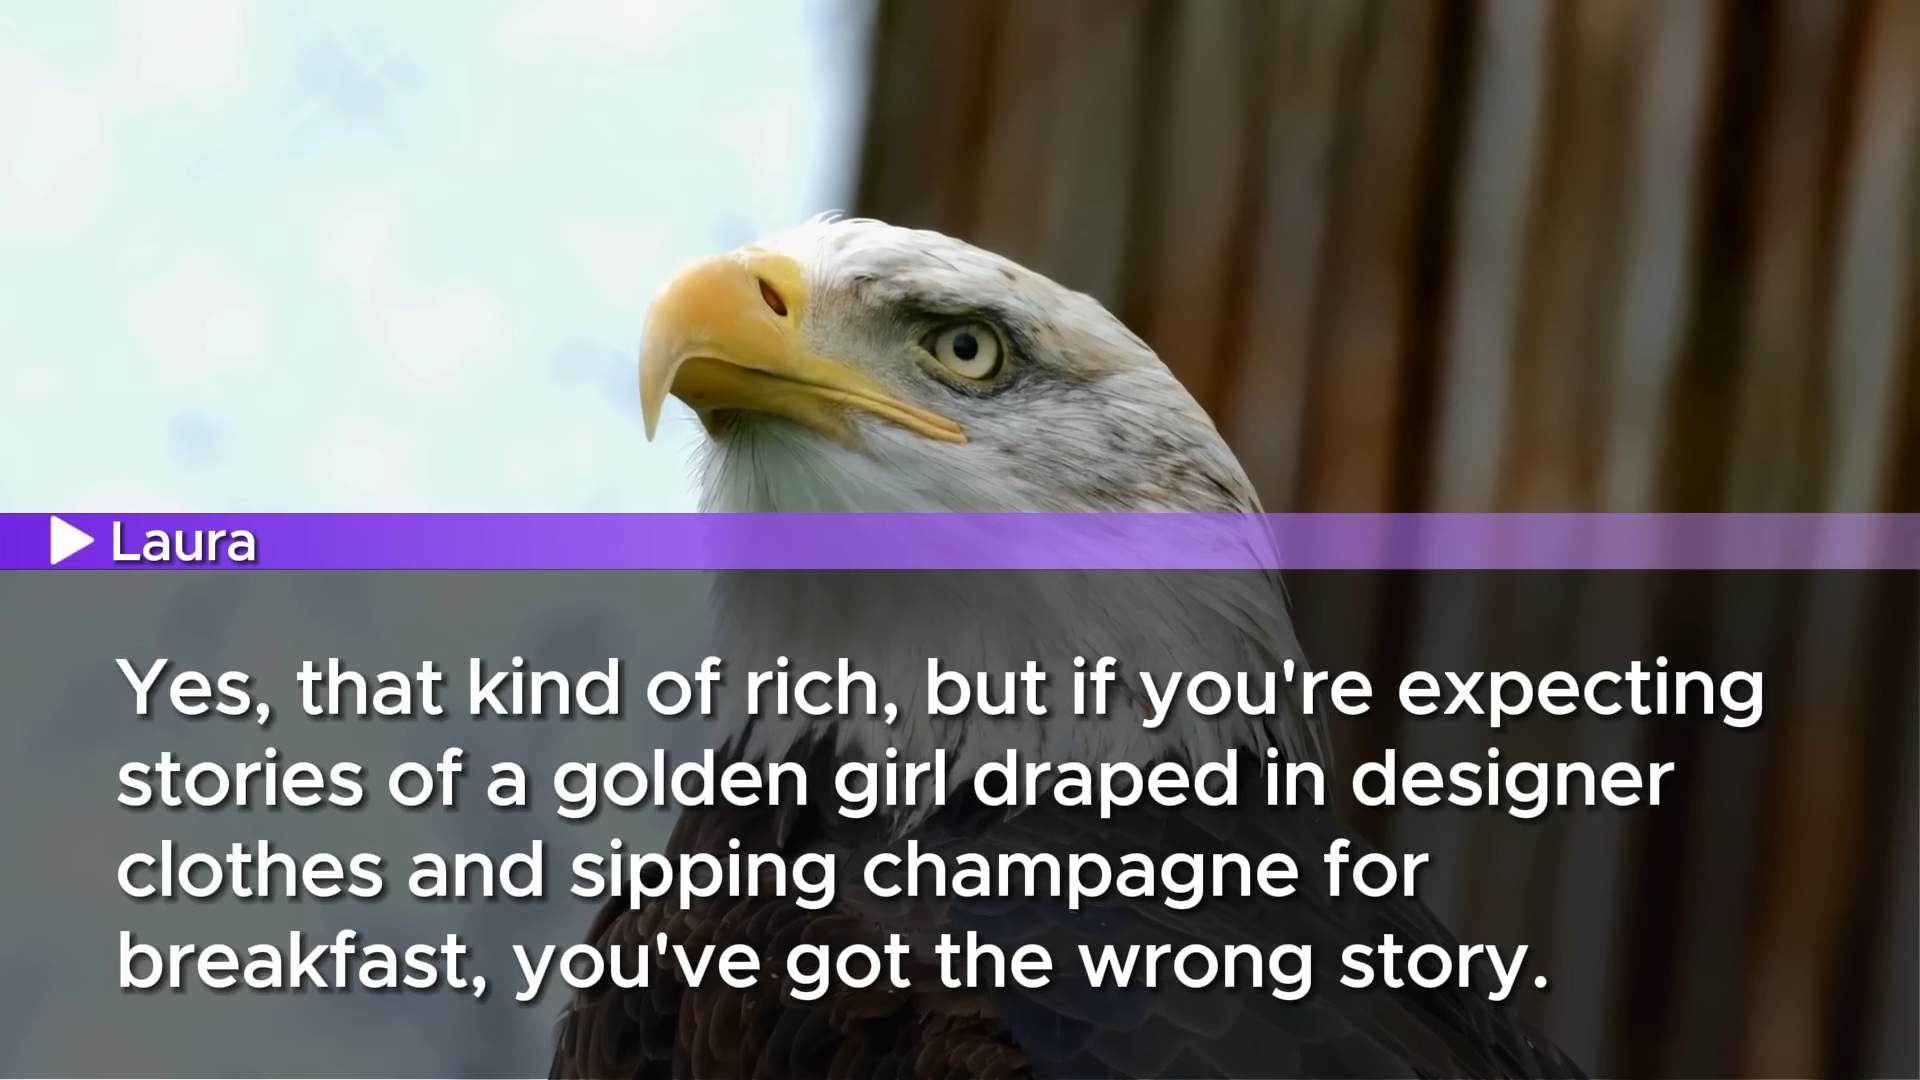 Laura
Yes, that kind of rich, but if you're expecting
stories of a golden girl draped in designer
clothes and sipping champagne for
breakfast, you've got the wrong story.